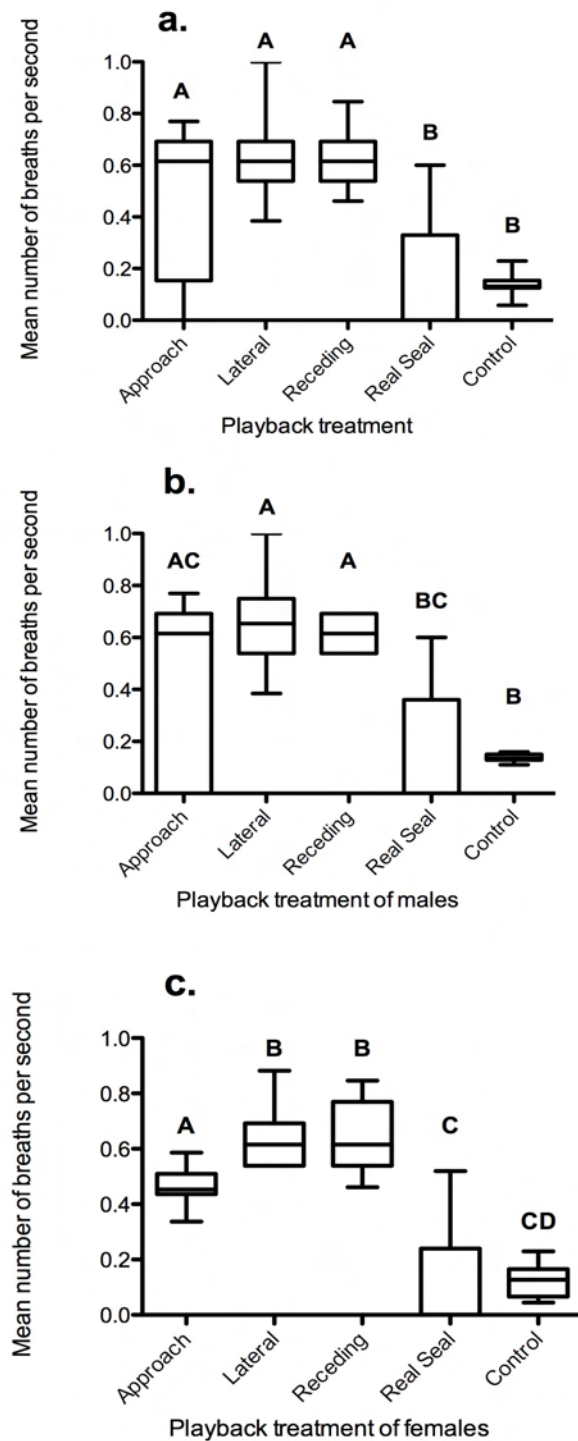 a.
Mean number of breaths per second
1.0
0.8
0.6
0.4
0.2
0.0
A
A
A
B
B
Approach
Lateral
Receding
Real Seal
Control
Playback treatment
b.
Mean number of breaths per second
1.0
0.8
0.6
0.4
0.2
0.0
AC
A
A
BC
B
Approach
Lateral
Receding
Real Seal
Control
Playback treatment of males
c.
Mean number of breaths per second
1.0
0.8
0.6
0.4
0.2
0.0
A
B
B
C
CD
Approach
Lateral
Receding
Real Seal
Control
Playback treatment of females